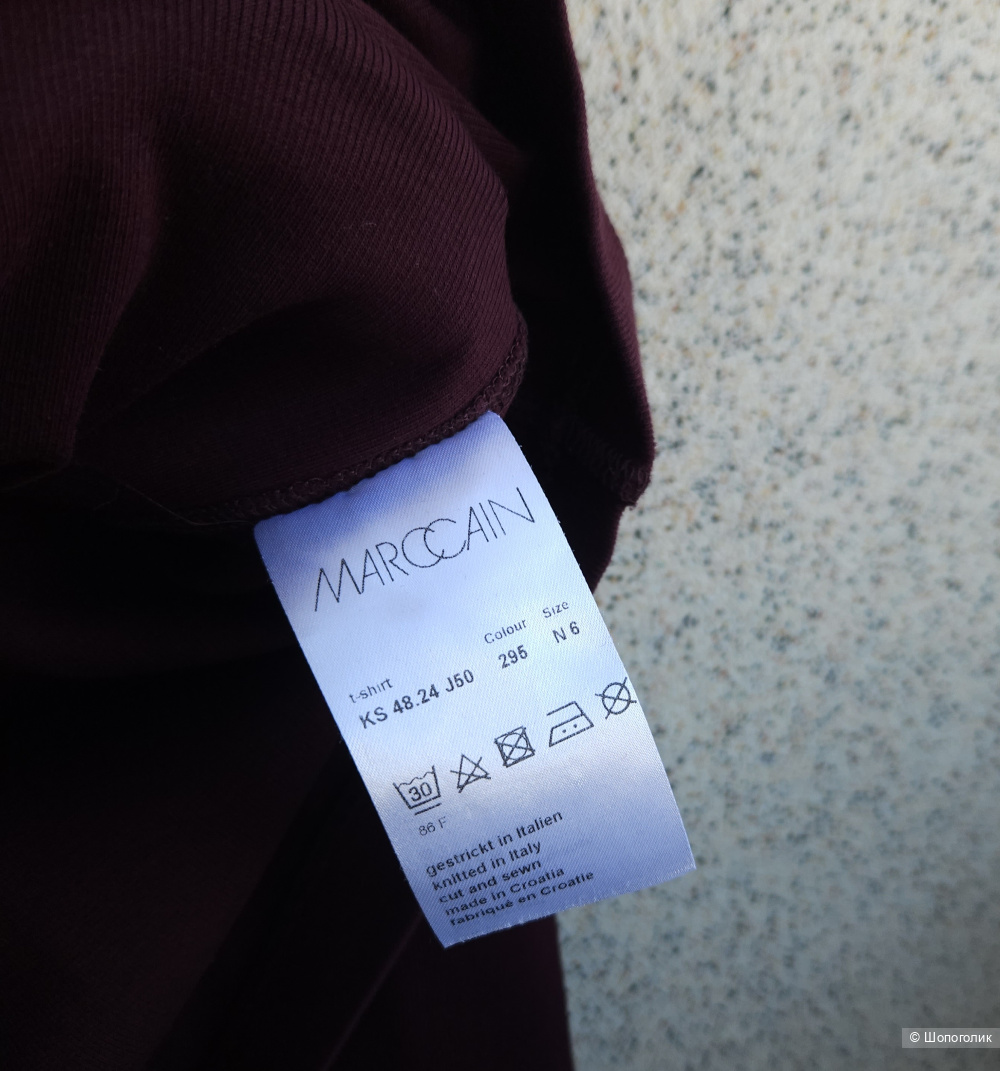 MARCCAIN
t-shirt Colour Size
KS 48.24 J50 295 N 6
30
86 F
gestrickt in Italien
knitted in Italy
cut and sewn
made in Croatia
fabriqué en Croatie
© Шопоголик